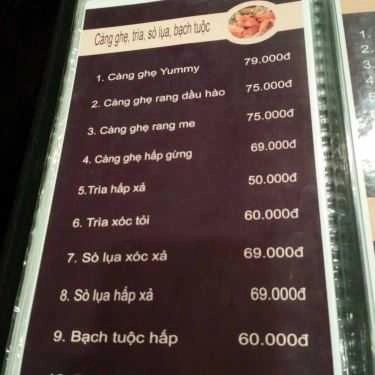 Càng ghẹ, tria, sò lụa, bạch tuộc
1. Càng ghẹ Yummy 79.000đ
2. Càng ghẹ rang dầu hào 75.000đ
3. Càng ghẹ rang me 75.000đ
4. Càng ghẹ hấp gừng 69.000đ
5.Tria hấp xả 50.000đ
6. Tria xóc tỏi 60.000đ
7. Sò lụa xóc xả 69.000đ
8. Sò lụa hấp xả 69.000đ
9. Bạch tuộc hấp 60.000đ